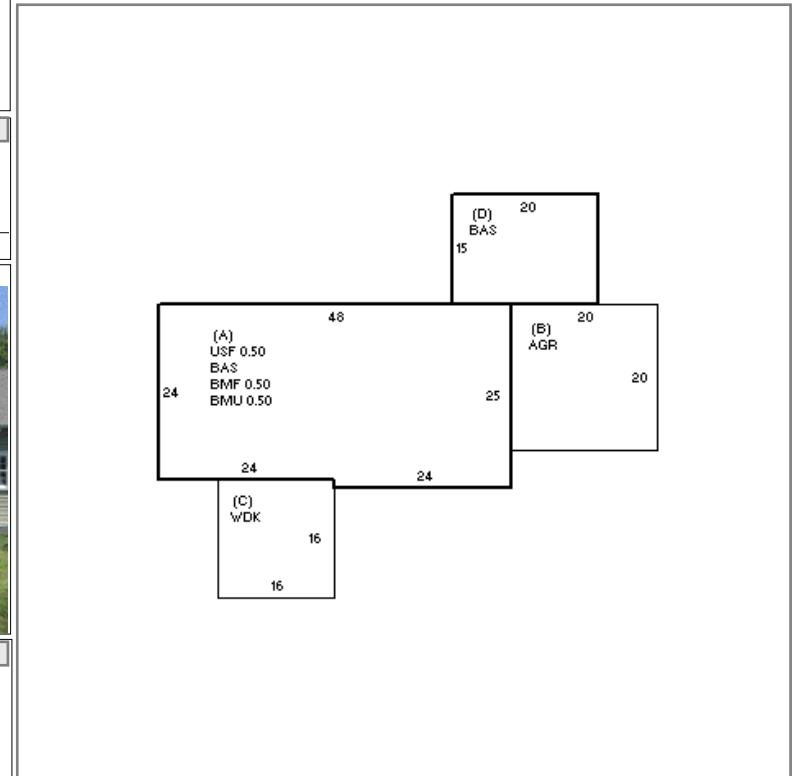 (D)
BAS
20
15
48
(A)
USF 0.50
BAS
BMF 0.50
BMU 0.50
24
25
24
24
20
(B)
AGR
20
(C)
WDK
16
16